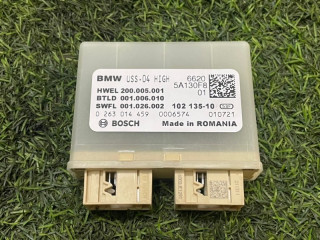 BMW USS-04 HIGH 6620
HWEL 200.005.001 5A130F8
BTLD 001.006.010 01
SWFL 001.026.002 102 135-10
0 263 014 459 0006574 010721
BOSCH Made in ROMANIA